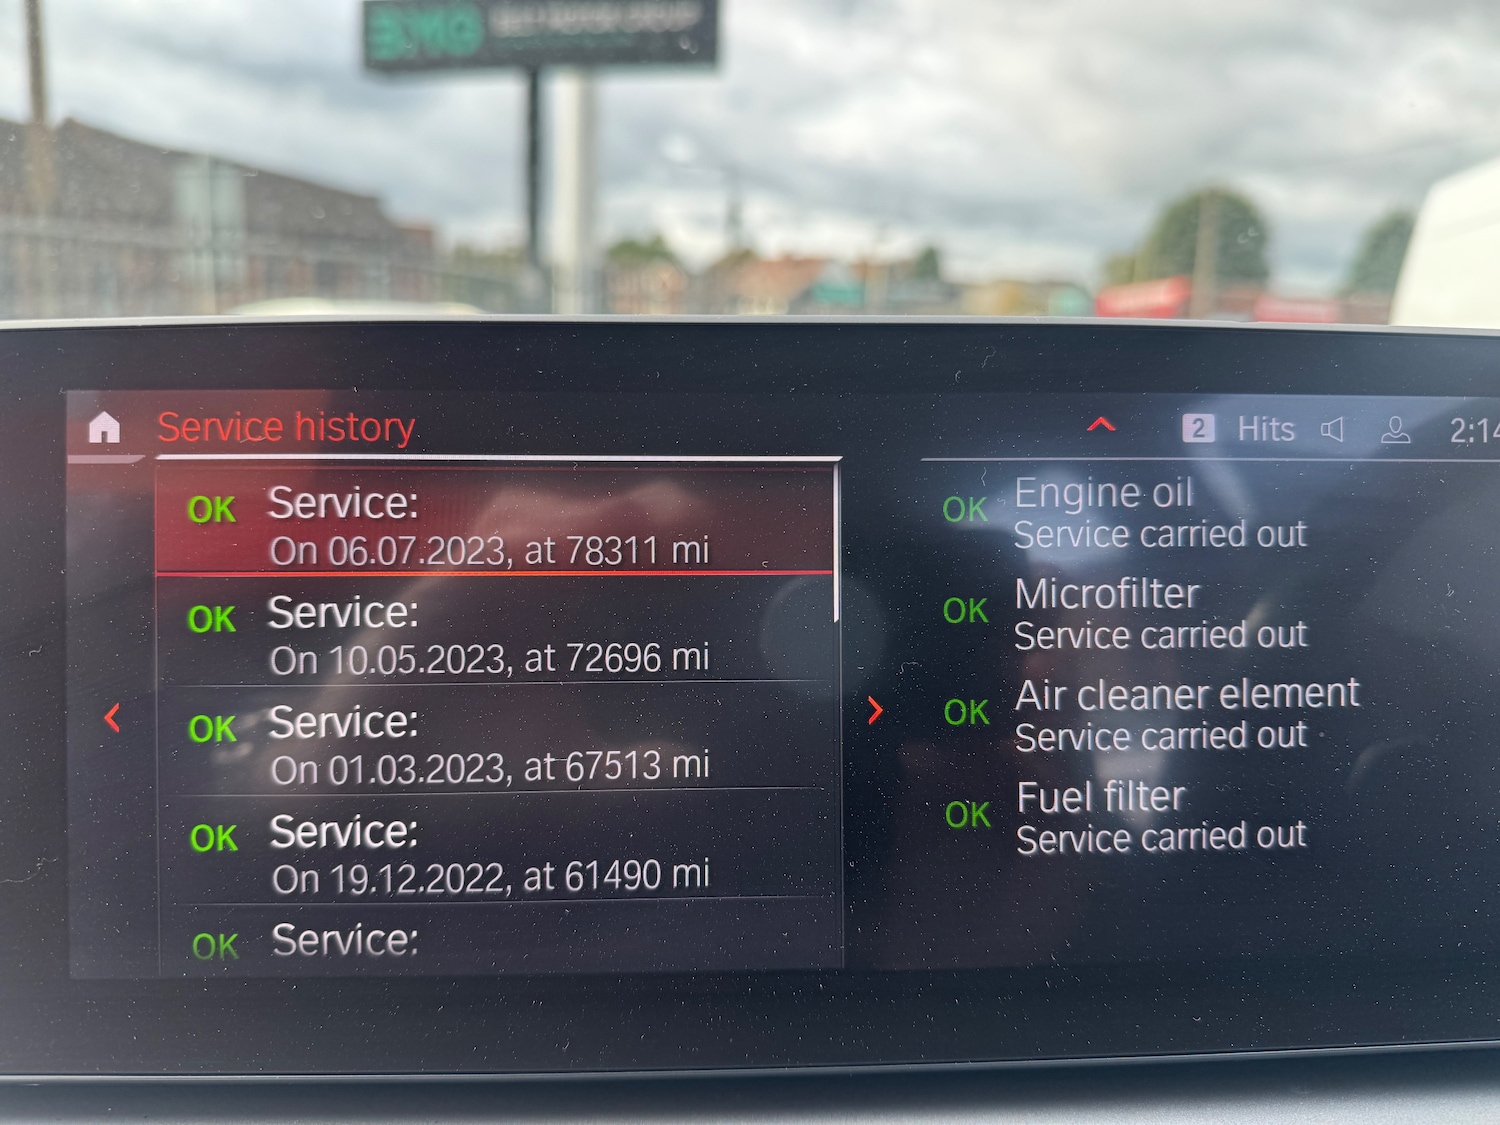 Service history
2 Hits 2:14
OK Service:
On 06.07.2023, at 78311 mi
OK Service:
On 10.05.2023, at 72696 mi
OK Service:
On 01.03.2023, at 67513 mi
OK Service:
On 19.12.2022, at 61490 mi
OK Service:
OK Engine oil
Service carried out
OK Microfilter
Service carried out
OK Air cleaner element
Service carried out
OK Fuel filter
Service carried out